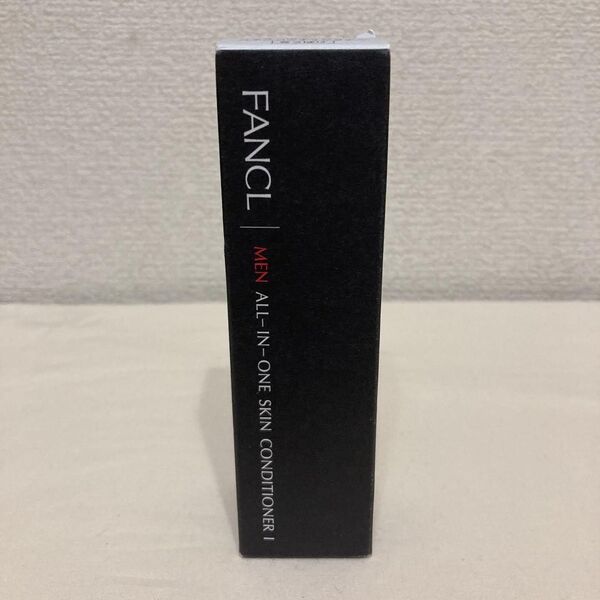 FANCL | MEN ALL-IN-ONE SKIN CONDITIONER I